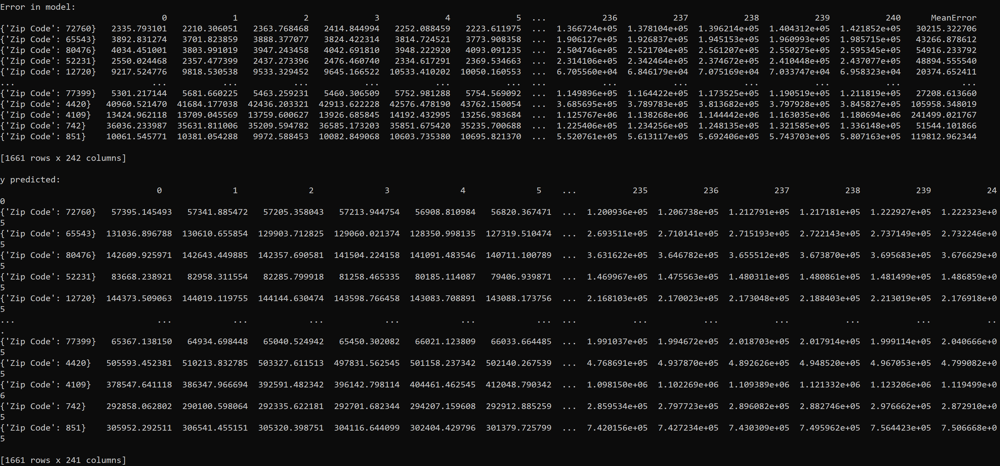 Error in model:
0 1 2 3 4 5 ... 236 237 238 239 240 MeanError
{'Zip Code': 72760} 2335.793101 2210.306051 2363.768468 2414.844994 2252.088459 2223.611975 ... 1.366724e+05 1.378104e+05 1.396214e+05 1.404312e+05 1.421852e+05 30215.322706
{'Zip Code': 65543} 3892.831274 3701.823859 3888.377077 3824.422314 3814.724521 3773.908358 ... 1.906127e+05 1.926837e+05 1.945153e+05 1.960993e+05 1.985715e+05 43266.878612
{'Zip Code': 80476} 4034.451001 3803.991019 3947.243458 4042.691810 3948.222920 4093.091235 ... 2.504746e+05 2.521704e+05 2.561207e+05 2.550275e+05 2.595345e+05 54916.233792
{'Zip Code': 52231} 2550.024468 2357.477399 2437.273396 2476.460740 2334.617291 2369.534663 ... 2.314106e+05 2.342464e+05 2.374672e+05 2.410448e+05 2.437077e+05 48894.555540
{'Zip Code': 12720} 9217.524776 9818.530538 9533.329452 9645.166522 10533.410202 10050.160553 ... 6.705560e+04 6.846179e+04 7.075169e+04 7.033747e+04 6.958323e+04 20374.652411
... ... ... ... ... ... ... ... ... ... ... ... ... ...
{'Zip Code': 77399} 5301.217144 5681.660225 5463.259231 5460.306509 5752.981288 5754.569092 ... 1.149896e+05 1.164422e+05 1.173525e+05 1.190519e+05 1.211819e+05 27208.613660
{'Zip Code': 4420} 40960.521470 41684.177038 42436.203321 42913.622228 42576.478190 43762.150054 ... 3.685695e+05 3.789783e+05 3.813682e+05 3.797928e+05 3.845827e+05 105958.348019
{'Zip Code': 4109} 13424.962118 13709.045569 13759.600627 13926.685845 14192.432995 13256.983684 ... 1.125767e+06 1.138268e+06 1.144442e+06 1.163035e+06 1.180694e+06 241499.021767
{'Zip Code': 742} 36036.233987 35631.811006 35209.594782 36585.173203 35851.675420 35235.700688 ... 1.225406e+05 1.234256e+05 1.248135e+05 1.321585e+05 1.336148e+05 51544.101866
{'Zip Code': 851} 10061.545771 10381.054288 9972.588453 10082.849068 10603.735380 10695.821370 ... 5.520761e+05 5.613117e+05 5.692406e+05 5.743703e+05 5.807163e+05 119812.962344
[1661 rows x 242 columns]
y predicted:
0 1 2 3 4 5 ... 235 236 237 238 239 24
0
{'Zip Code': 72760} 57395.145493 57341.885472 57205.358043 57213.944754 56908.810984 56820.367471 ... 1.200936e+05 1.206738e+05 1.212791e+05 1.217181e+05 1.222927e+05 1.222323e+0
5
{'Zip Code': 65543} 131036.896788 130610.655854 129903.712825 129060.021374 128350.998135 127319.510474 ... 2.693511e+05 2.710141e+05 2.715193e+05 2.722143e+05 2.737149e+05 2.732246e+0
5
{'Zip Code': 80476} 142609.925971 142643.449885 142357.690581 141504.224158 141091.483546 140711.100789 ... 3.631622e+05 3.646782e+05 3.655512e+05 3.673870e+05 3.695683e+05 3.676629e+0
5
{'Zip Code': 52231} 83668.238921 82958.311554 82285.799918 81258.465335 80185.114087 79406.939871 ... 1.469967e+05 1.475563e+05 1.480311e+05 1.480861e+05 1.481499e+05 1.486859e+0
5
{'Zip Code': 12720} 144373.509063 144019.119755 144144.630474 143598.766458 143083.708891 143088.173756 ... 2.168103e+05 2.170023e+05 2.173048e+05 2.188403e+05 2.213019e+05 2.176918e+0
5
... ... ... ... ... ... ... ... ... ... ... ... ... ..
.
{'Zip Code': 77399} 65367.138150 64934.698448 65040.524942 65450.302082 66021.123809 66033.664485 ... 1.991037e+05 1.994672e+05 2.018703e+05 2.017914e+05 1.999114e+05 2.040666e+0
5
{'Zip Code': 4420} 505593.452381 510213.832785 503327.611513 497831.562545 501158.237342 502140.267539 ... 4.768691e+05 4.937870e+05 4.892626e+05 4.948520e+05 4.967053e+05 4.799082e+0
5
{'Zip Code': 4109} 378547.641118 386347.966694 392591.482342 396142.798114 404461.462545 412048.790342 ... 1.098150e+06 1.102269e+06 1.109389e+06 1.121332e+06 1.123206e+06 1.119499e+0
6
{'Zip Code': 742} 292858.062802 290100.598064 292335.622181 292701.682344 294207.159608 292912.885259 ... 2.859534e+05 2.797723e+05 2.896082e+05 2.882746e+05 2.976662e+05 2.872910e+0
5
{'Zip Code': 851} 305952.292511 306541.455151 305320.398751 304116.644099 302404.429796 301379.725799 ... 7.420156e+05 7.427234e+05 7.430309e+05 7.495962e+05 7.564423e+05 7.506668e+0
5
[1661 rows x 241 columns]